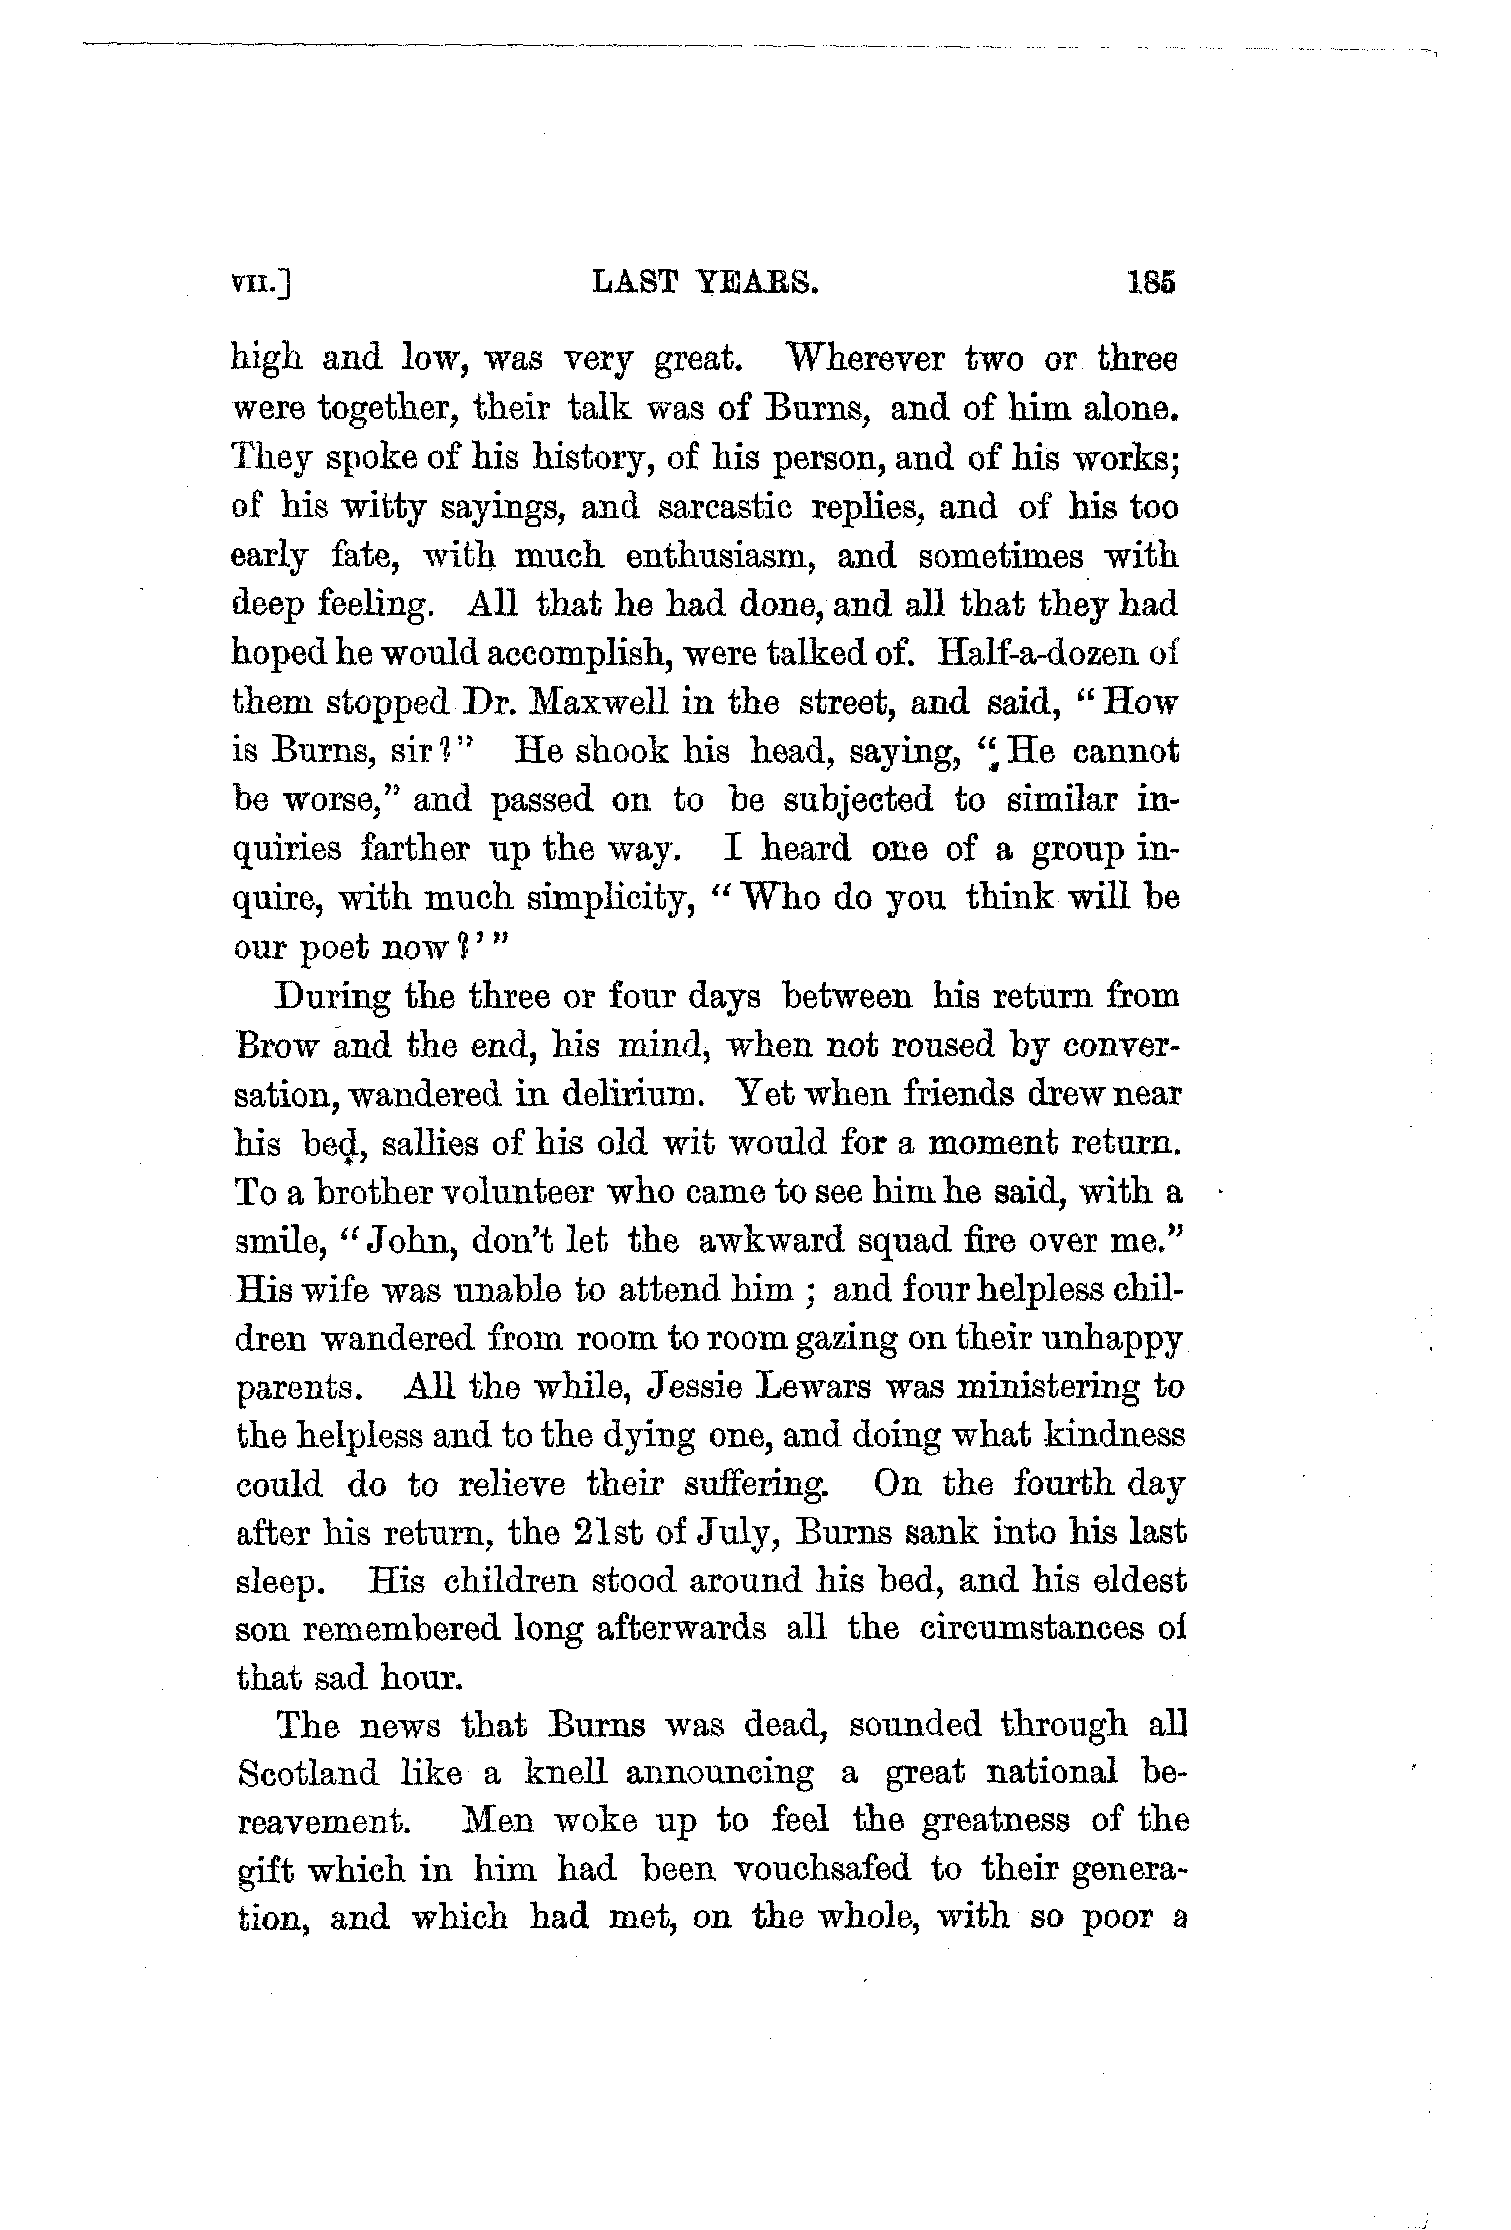 VII.] LAST YEARS. 185
high and low, was very great. Wherever two or three
were together, their talk was of Burns, and of him alone.
They spoke of his history, of his person, and of his works;
of his witty sayings, and sarcastic replies, and of his too
early fate, with much enthusiasm, and sometimes with
deep feeling. All that he had done, and all that they had
hoped he would accomplish, were talked of. Half-a-dozen of
them stopped Dr. Maxwell in the street, and said, "How
is Burns, sir?" He shook his head, saying, "He cannot
be worse," and passed on to be subjected to similar in-
quiries farther up the way. I heard one of a group in-
quire, with much simplicity, "Who do you think will be
our poet now?'"
During the three or four days between his return from
Brow and the end, his mind, when not roused by conver-
sation, wandered in delirium. Yet when friends drew near
his bed, sallies of his old wit would for a moment return.
To a brother volunteer who came to see him he said, with a
smile, "John, don't let the awkward squad fire over me."
His wife was unable to attend him ; and four helpless chil-
dren wandered from room to room gazing on their unhappy
parents. All the while, Jessie Lewars was ministering to
the helpless and to the dying one, and doing what kindness
could do to relieve their suffering. On the fourth day
after his return, the 21st of July, Burns sank into his last
sleep. His children stood around his bed, and his eldest
son remembered long afterwards all the circumstances of
that sad hour.
The news that Burns was dead, sounded through all
Scotland like a knell announcing a great national be-
reavement. Men woke up to feel the greatness of the
gift which in him had been vouchsafed to their genera-
tion, and which had met, on the whole, with so poor a